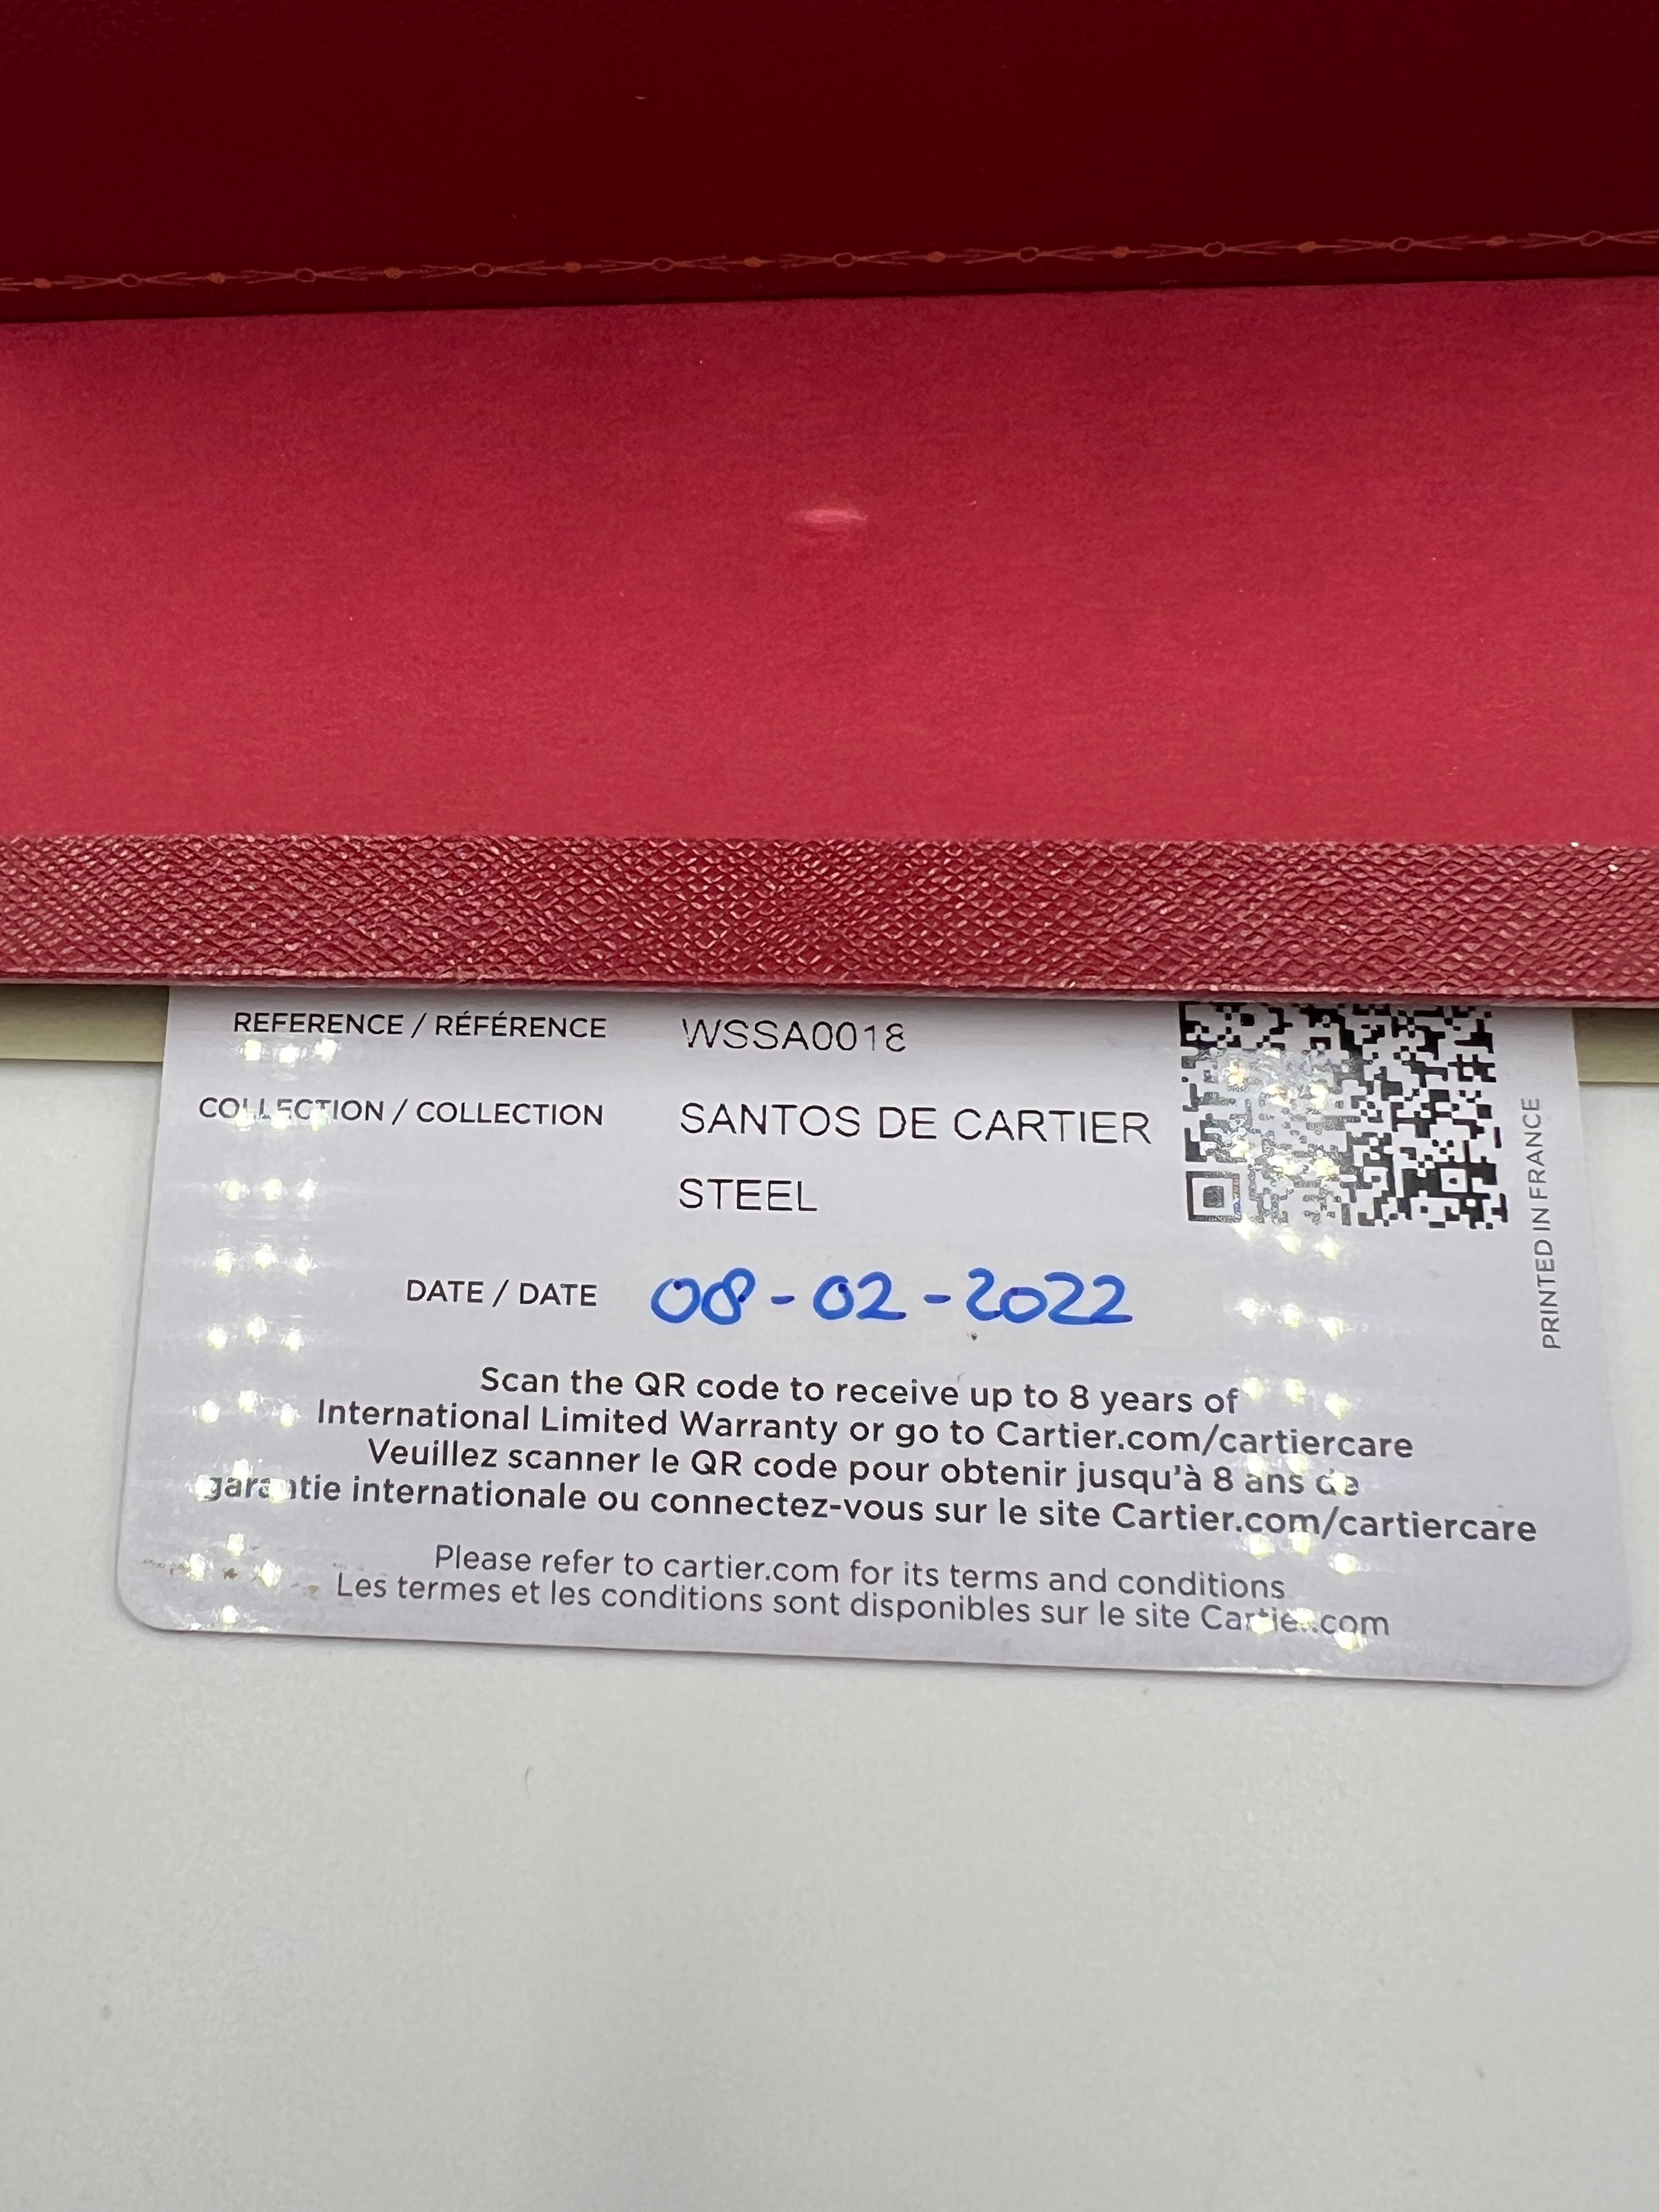 REFERENCE / RÉFÉRENCE WSSA0018
COLLECTION / COLLECTION SANTOS DE CARTIER
STEEL
DATE / DATE 08-02-2022
PRINTED IN FRANCE
Scan the QR code to receive up to 8 years of
International Limited Warranty or go to Cartier.com/cartiercare
Veuillez scanner le QR code pour obtenir jusqu'à 8 ans de
garantie internationale ou connectez-vous sur le site Cartier.com/cartiercare
Please refer to cartier.com for its terms and conditions
Les termes et les conditions sont disponibles sur le site Cartier.com